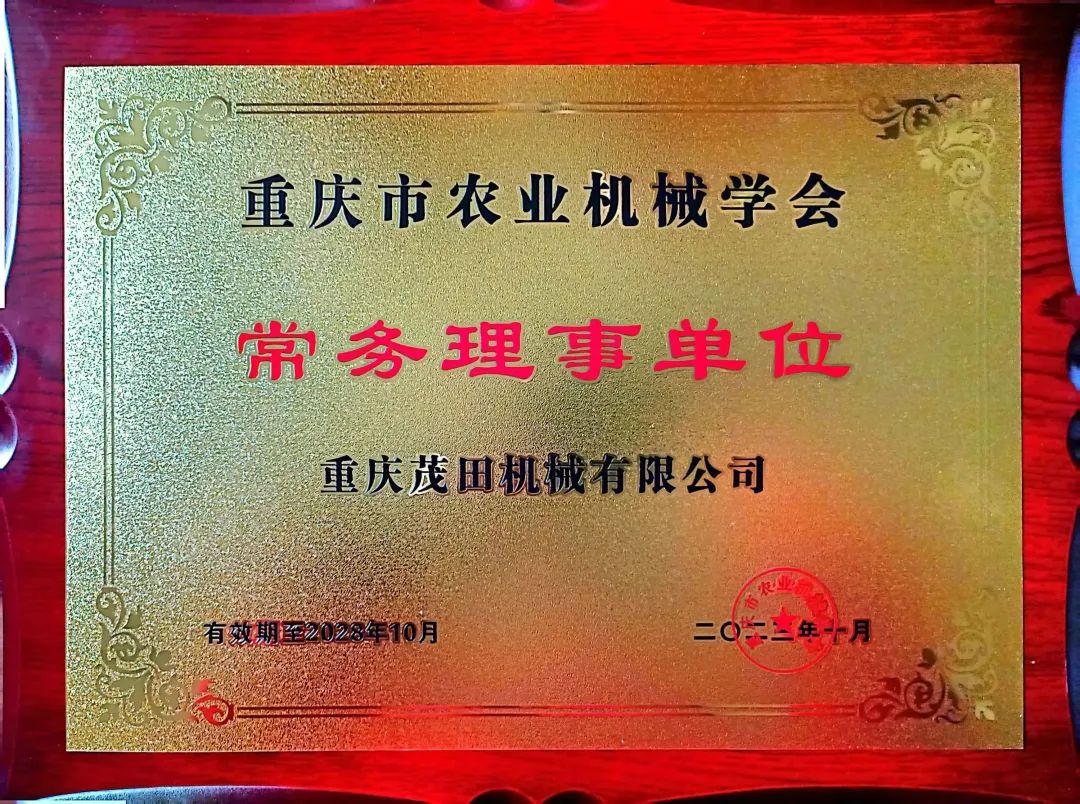 重庆市农业机械学会
常务理事单位
重庆茂田机械有限公司
有效期至2028年10月
二〇二三年十月